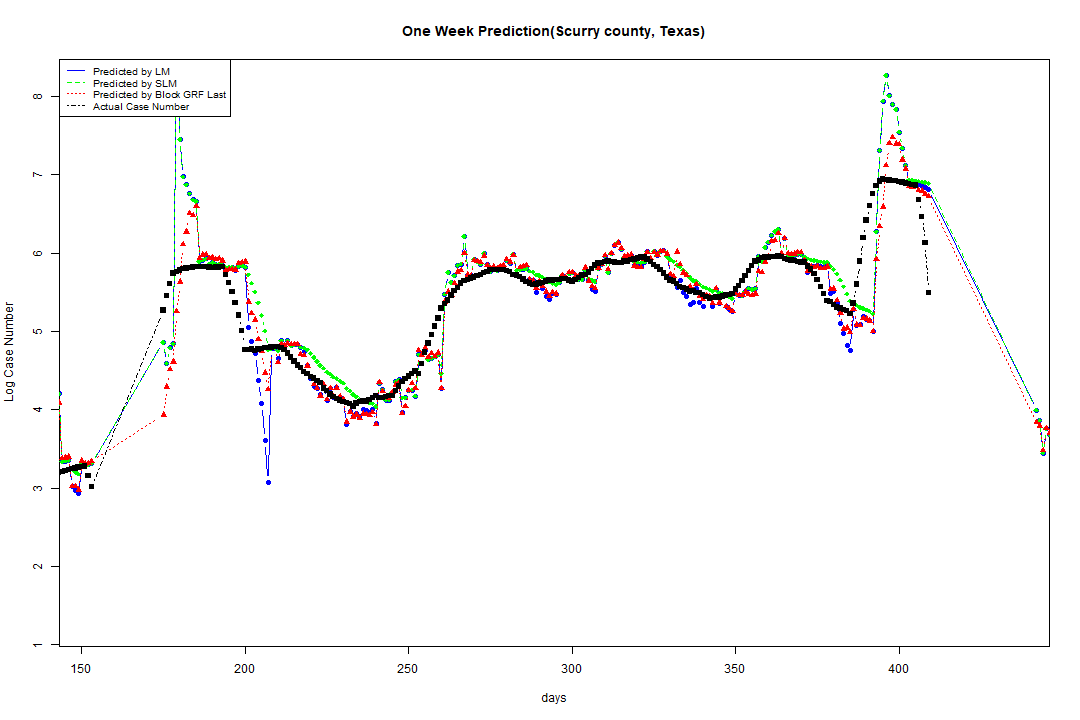 One Week Prediction(Scurry county, Texas)
Predicted by LM
Predicted by SLM
Predicted by Block GRF Last
Actual Case Number
Log Case Number
8
7
6
5
4
3
2
1
150 200 250 300 350 400
days